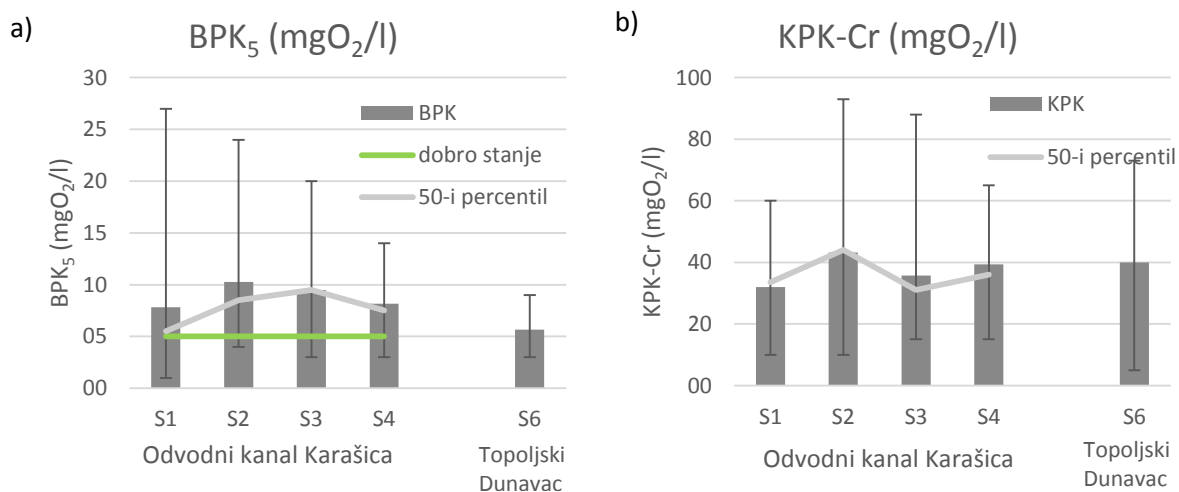 a)
BPK₅ (mgO₂/l)
30
25
20
15
10
05
00
BPK₅ (mgO₂/l)
BPK
dobro stanje
50-i percentil
S1 S2 S3 S4 S6
Odvodni kanal Karašica
Topoljski
Dunavac
b)
KPK-Cr (mgO₂/l)
100
80
60
40
20
00
KPK-Cr (mgO₂/l)
KPK
50-i percentil
S1 S2 S3 S4 S6
Odvodni kanal Karašica
Topoljski
Dunavac